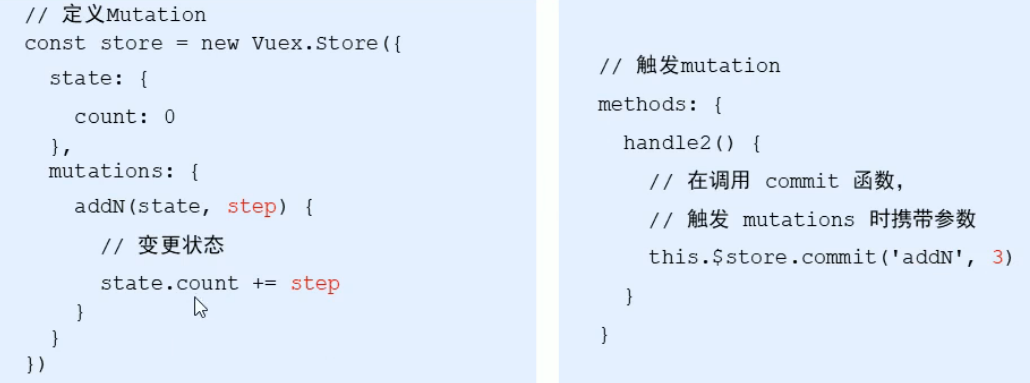 // 定义Mutation
const store = new Vuex.Store({
  state: {
    count: 0
  },
  mutations: {
    addN(state, step) {
      // 变更状态
      state.count += step
    }
  }
})
// 触发mutation
methods: {
  handle2() {
    // 在调用 commit 函数，
    // 触发 mutations 时携带参数
    this.$store.commit('addN', 3)
  }
}